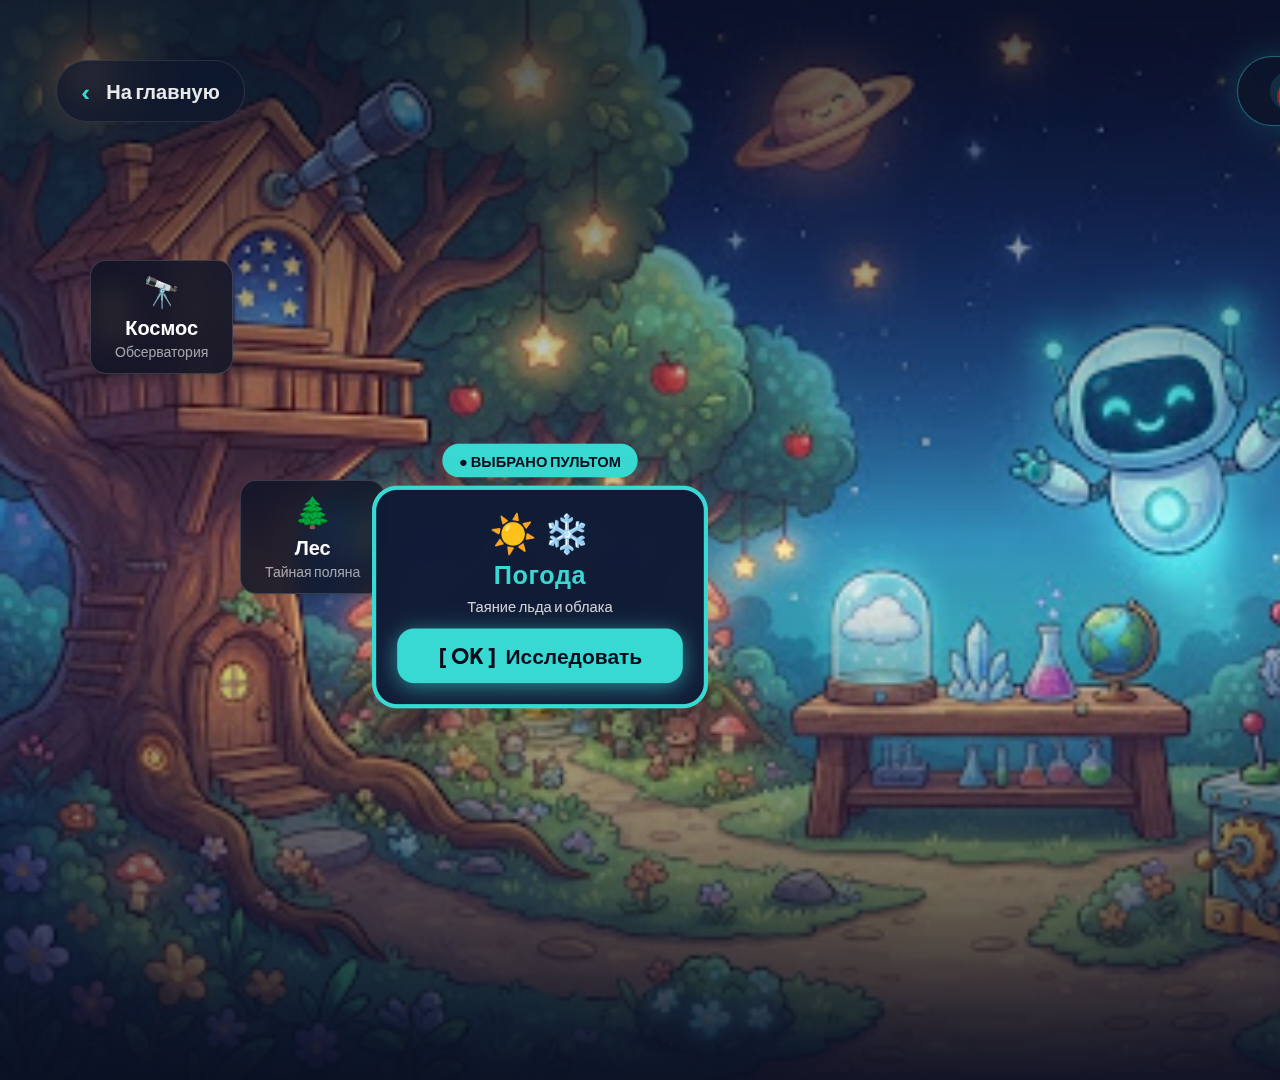 ‹ На главную
Космос
Обсерватория
● ВЫБРАНО ПУЛЬТОМ
Лес
Тайная поляна
Погода
Таяние льда и облака
[ OK ] Исследовать